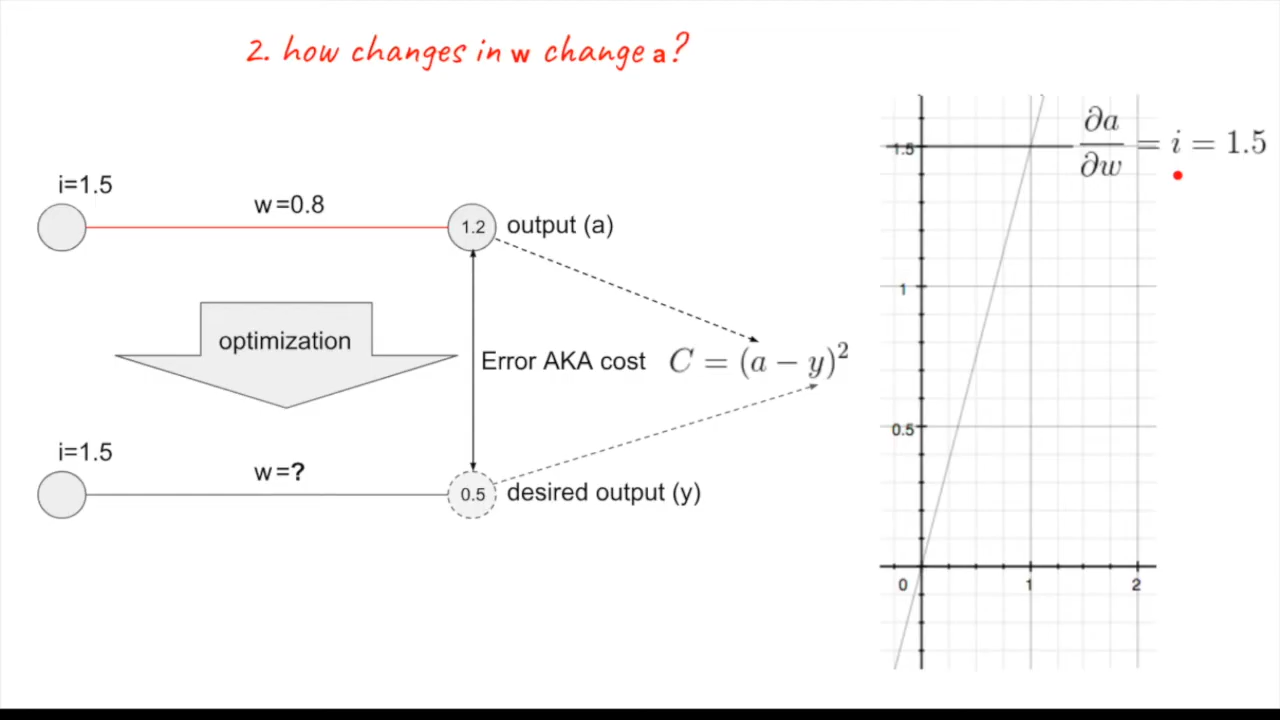 2. how changes in w change a?
i=1.5
w=0.8
1.2
output (a)
optimization
Error AKA cost
C = (a − y)²
i=1.5
w=?
0.5
desired output (y)
∂a/∂w = i = 1.5
1.5
1
0.5
0
1
2